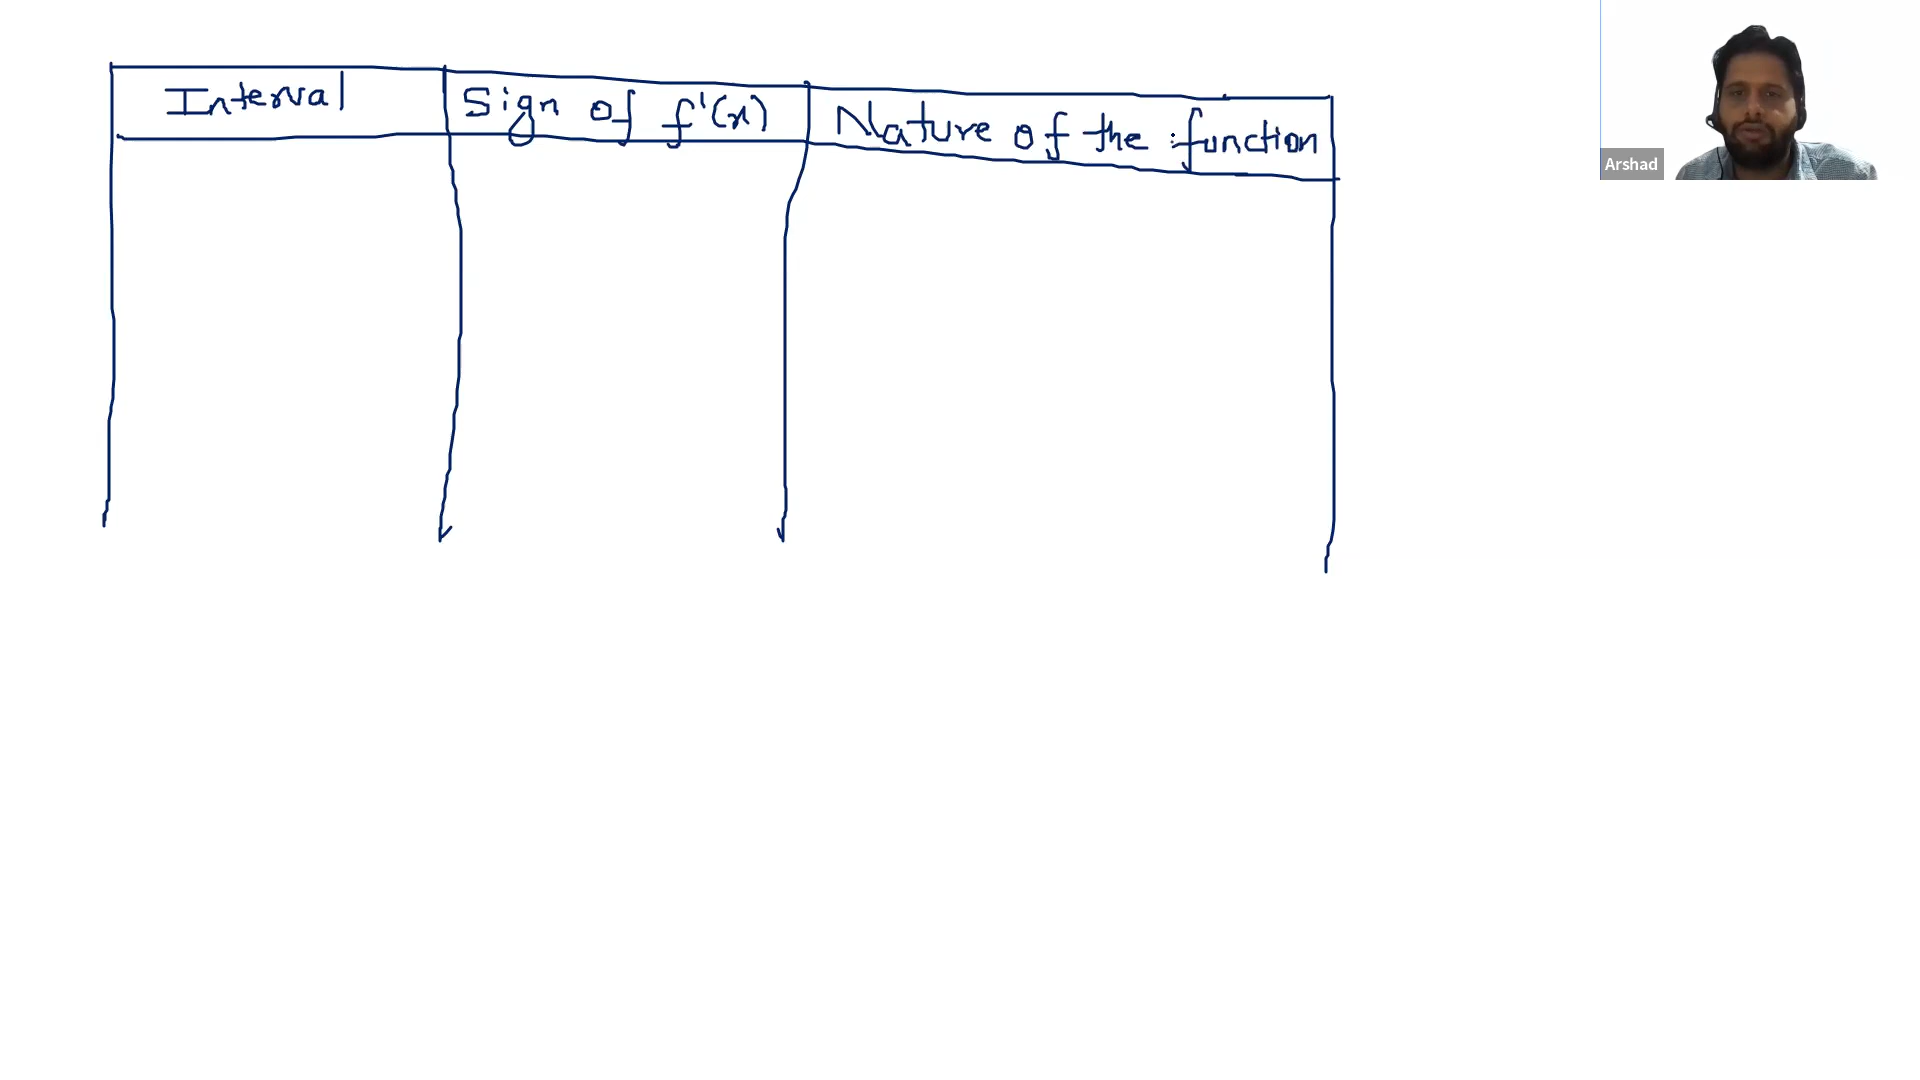 Interval Sign of f'(x) Nature of the function
Arshad